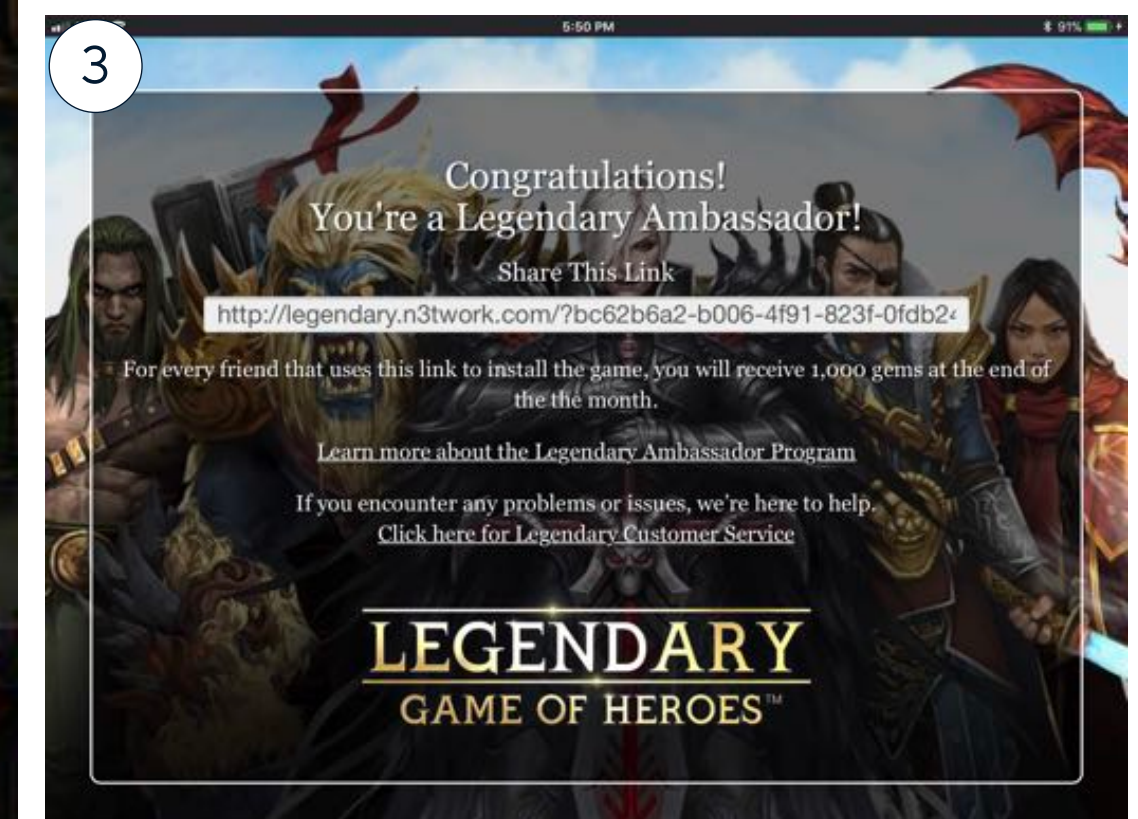 3
5:50 PM
91%
Congratulations!
You're a Legendary Ambassador!
Share This Link
http://legendary.n3twork.com/?bc62b6a2-b006-4f91-823f-0fdb24
For every friend that uses this link to install the game, you will receive 1,000 gems at the end of
the the month.
Learn more about the Legendary Ambassador Program
If you encounter any problems or issues, we're here to help.
Click here for Legendary Customer Service
LEGENDARY
GAME OF HEROES™